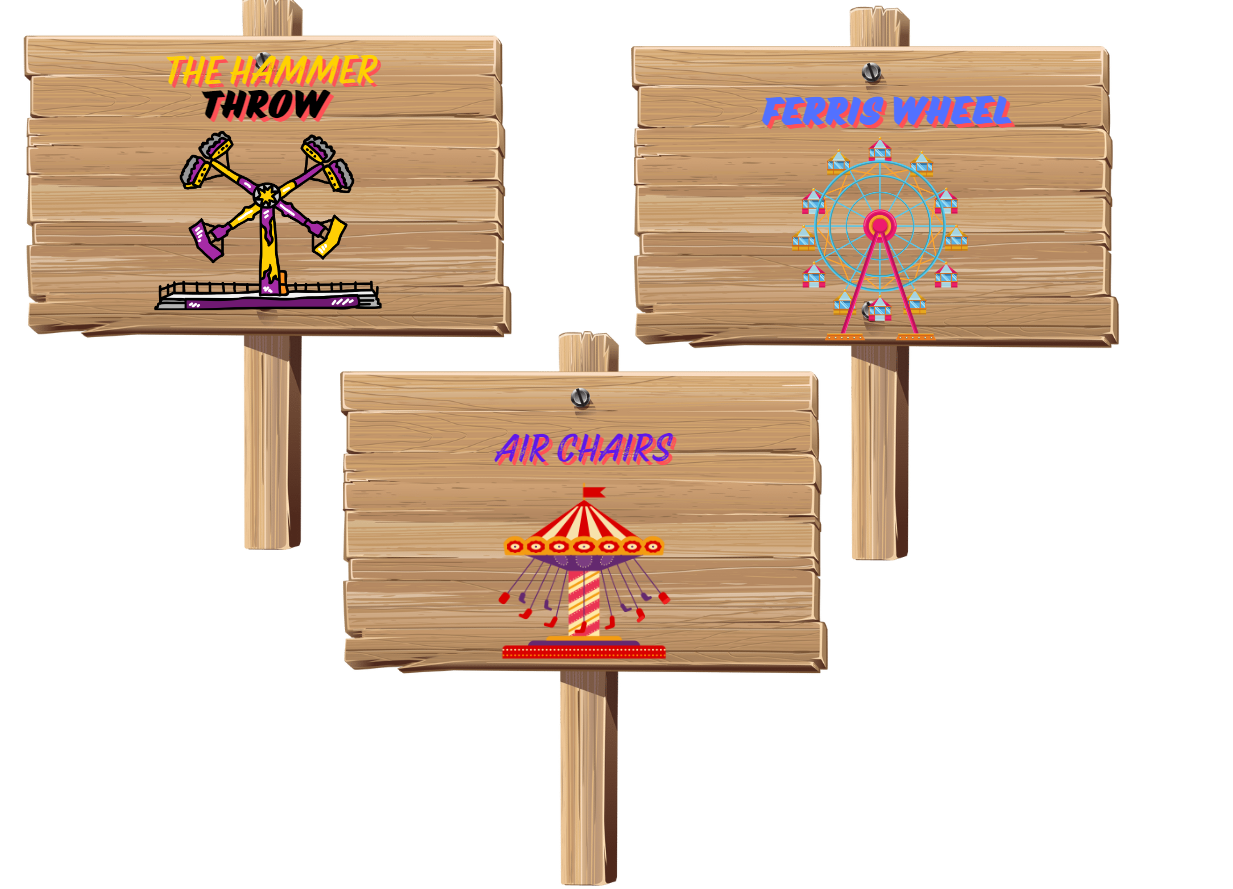 THE HAMMER
THROW
FERRIS WHEEL
AIR CHAIRS